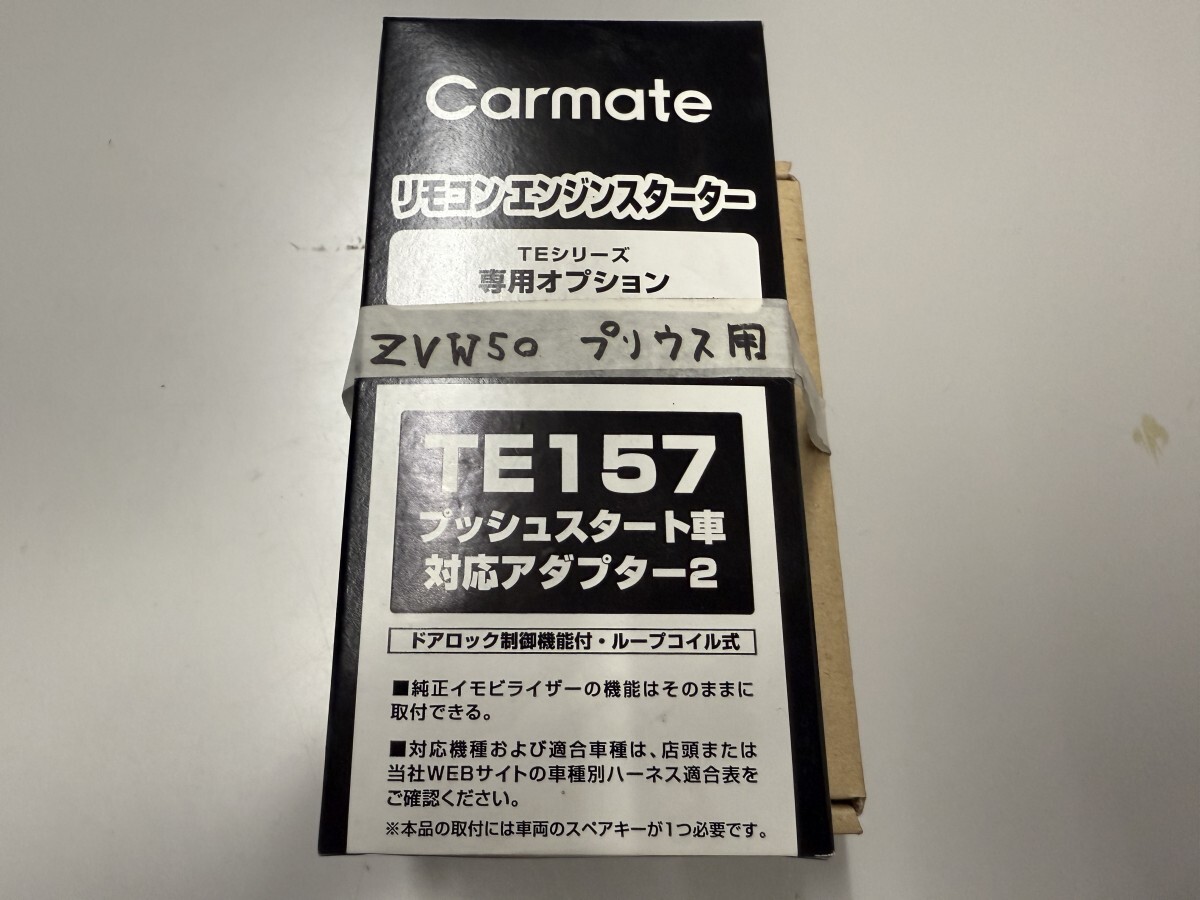 Carmate
リモコンエンジンスターター
TEシリーズ
専用オプション
ZVW50 プリウス用
TE157
プッシュスタート車
対応アダプター2
ドアロック制御機能付・ループコイル式
■純正イモビライザーの機能はそのままに
取付できる。
■対応機種および適合車種は、店頭または
当社WEBサイトの車種別ハーネス適合表を
ご確認ください。
※本品の取付には車両のスペアキーが1つ必要です。